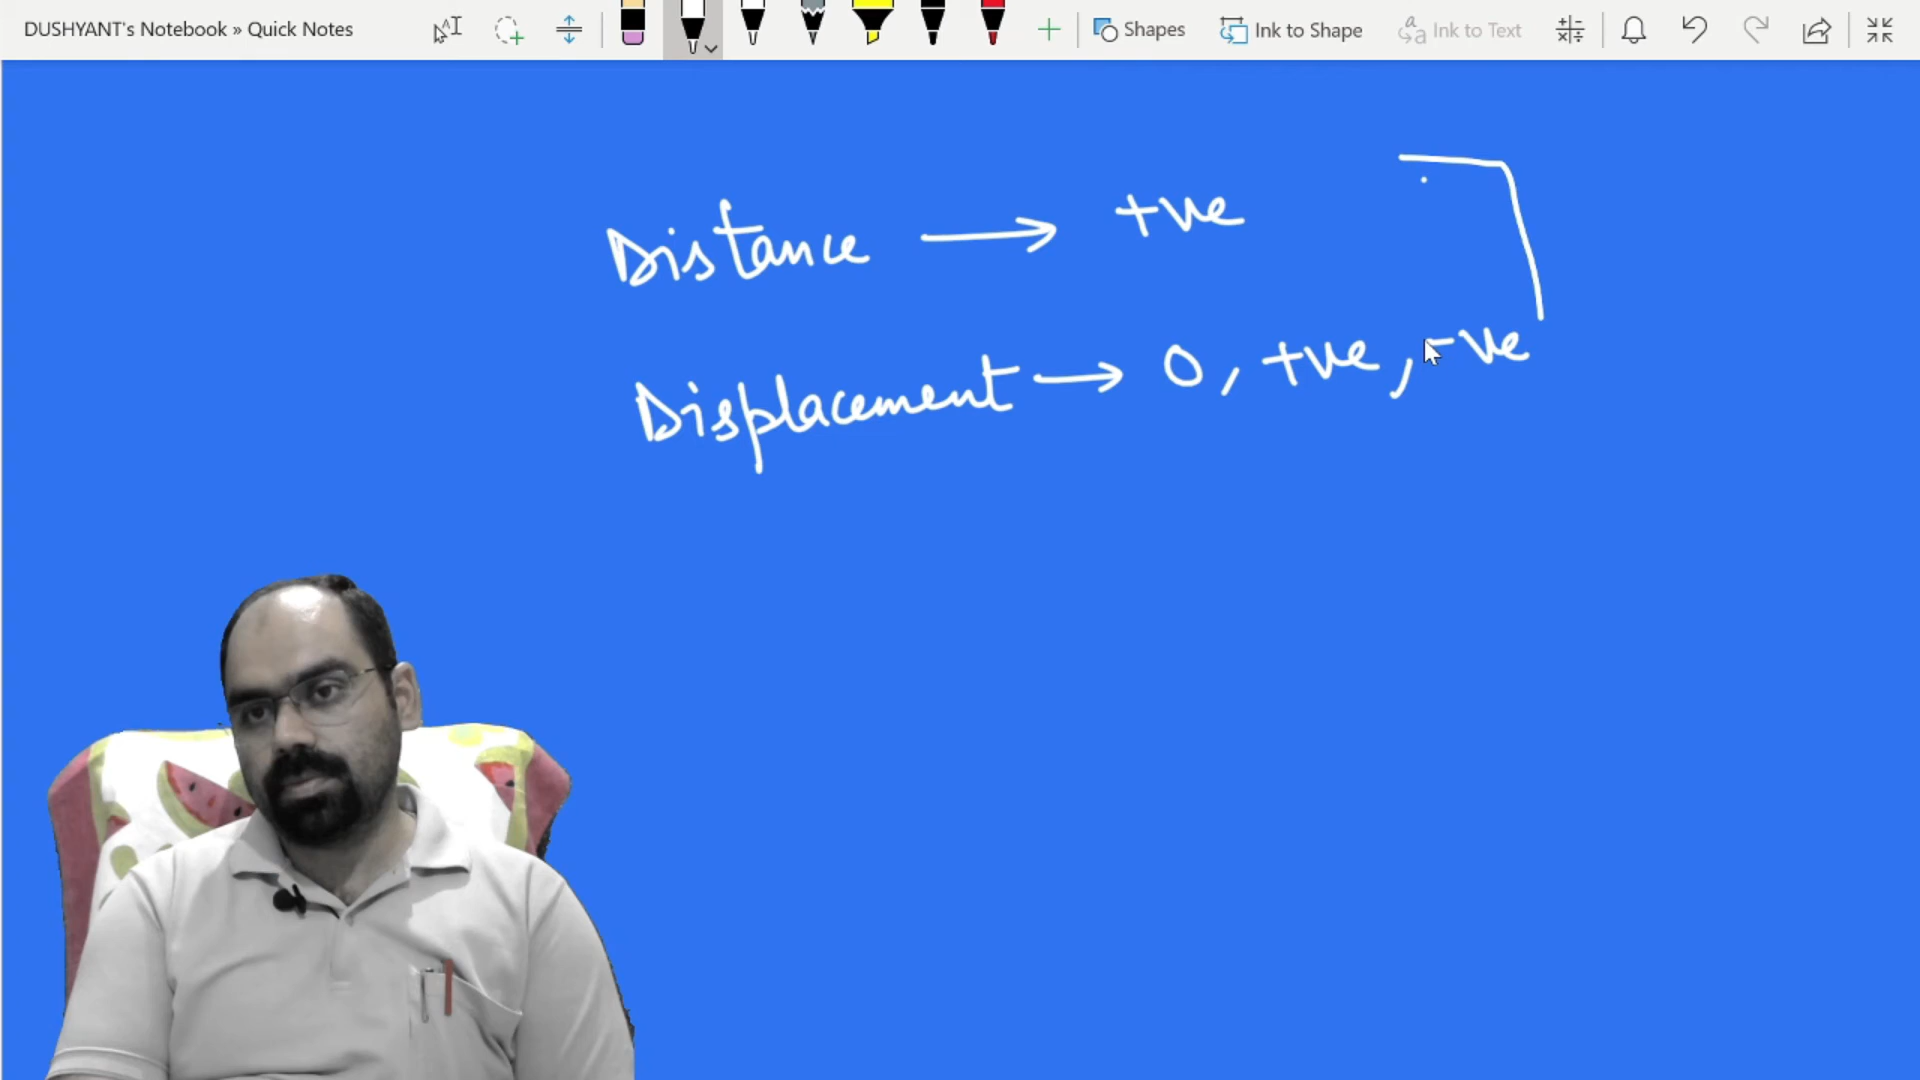 DUSHYANT's Notebook » Quick Notes
Shapes
Ink to Shape
Ink to Text
Distance → +ve
Displacement → 0, +ve, -ve